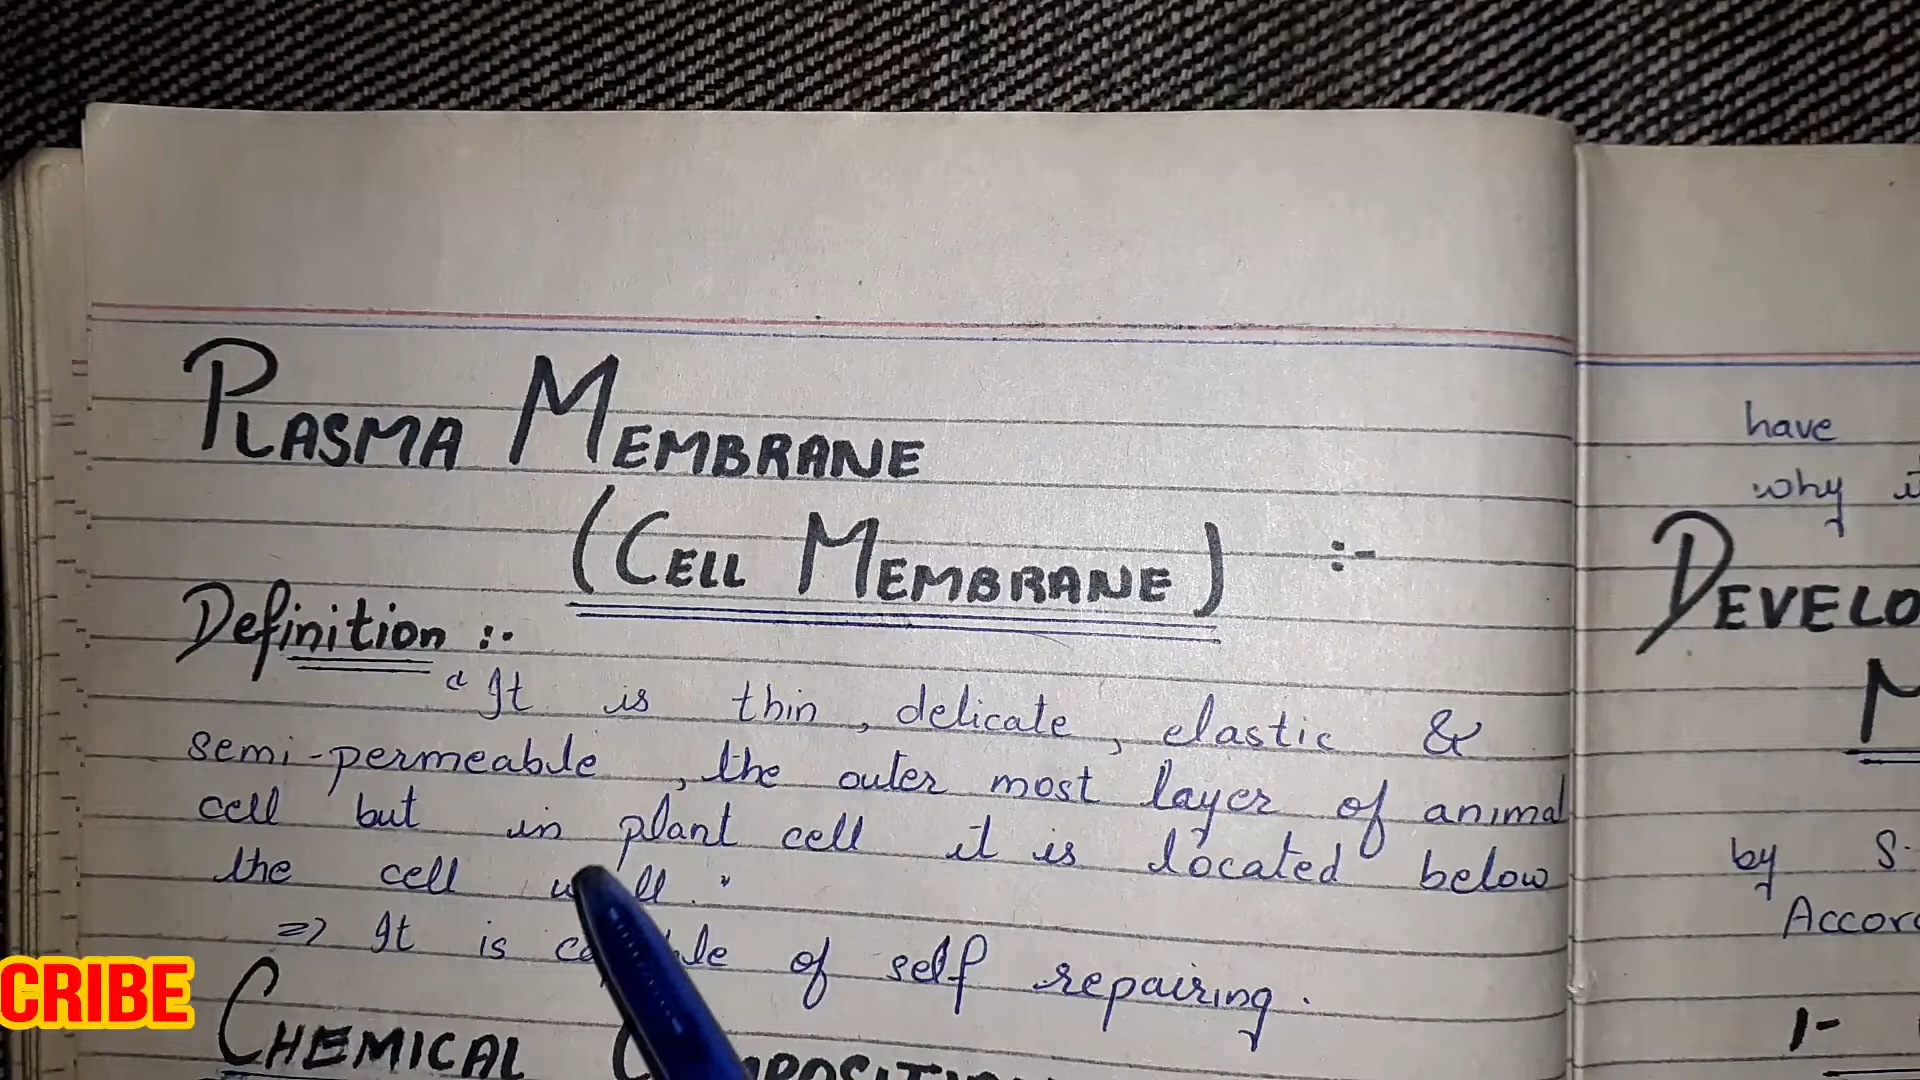 PLASMA MEMBRANE
(CELL MEMBRANE) :-
Definition :-
"It is thin, delicate, elastic &
semi-permeable, the outer most layer of animal
cell but in plant cell it is located below
the cell wall."
=> It is capable of self repairing.
CHEMICAL
have
why
DEVELO
M
by S.
Accor
1-
CRIBE